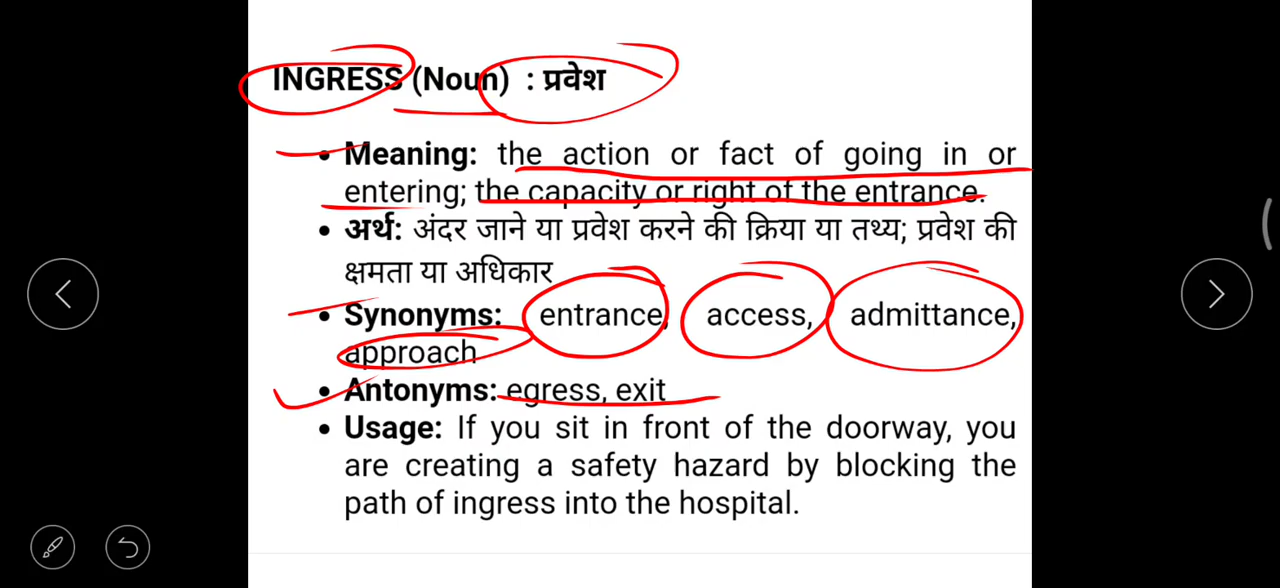 INGRESS (Noun) : प्रवेश
• Meaning: the action or fact of going in or
entering; the capacity or right of the entrance.
• अर्थ: अंदर जाने या प्रवेश करने की क्रिया या तथ्य; प्रवेश की
क्षमता या अधिकार
• Synonyms: entrance, access, admittance,
approach
• Antonyms: egress, exit
• Usage: If you sit in front of the doorway, you
are creating a safety hazard by blocking the
path of ingress into the hospital.